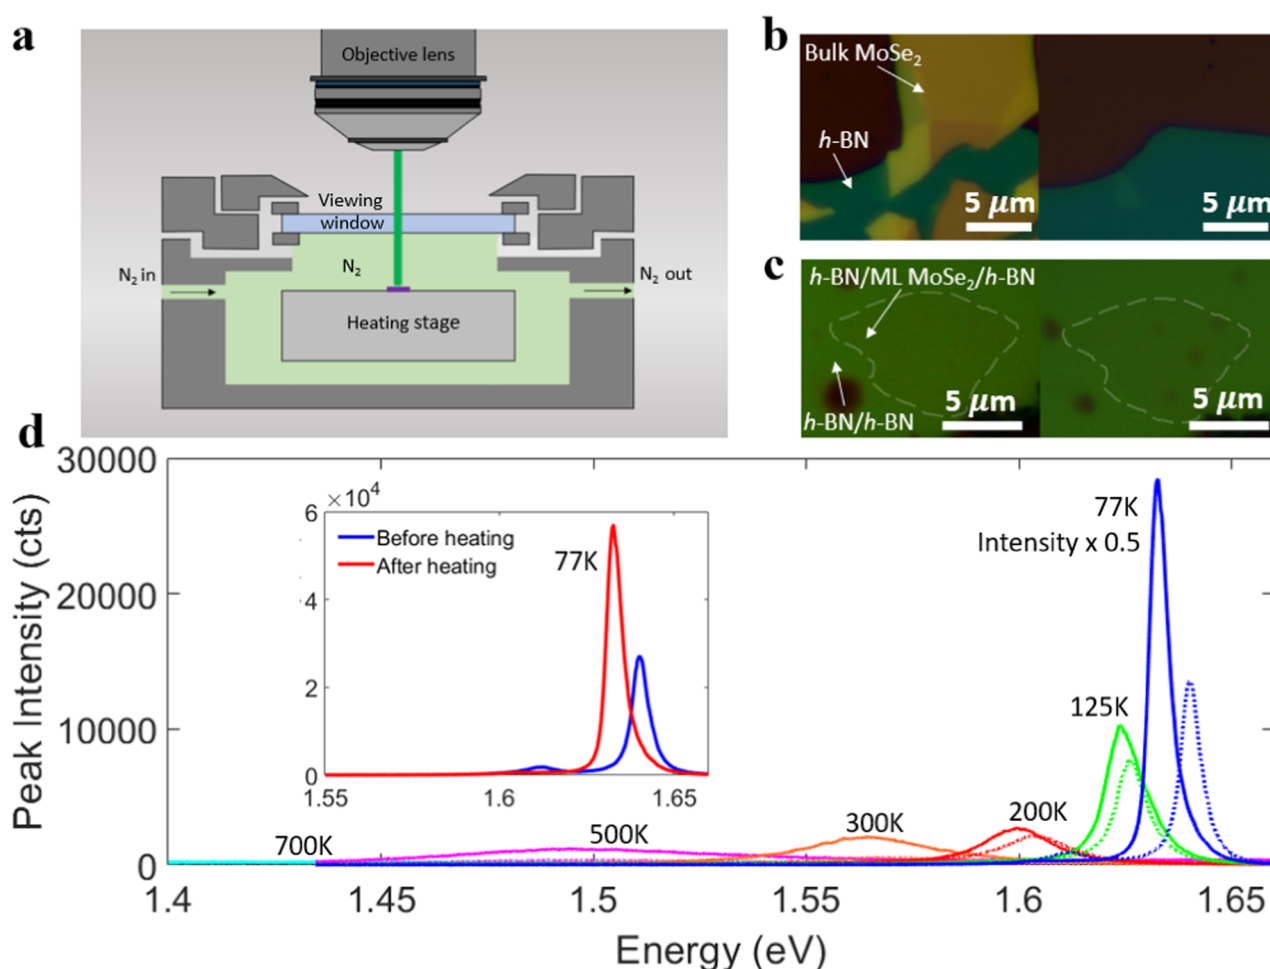 a
Objective lens
Viewing
window
N₂ in
N₂
N₂ out
Heating stage
b
Bulk MoSe₂
h-BN
5 μm
5 μm
c
h-BN/ML MoSe₂/h-BN
h-BN/h-BN
5 μm
5 μm
d
Peak Intensity (cts)
30000
20000
10000
0
×10⁴
6
4
2
0
Before heating
After heating
77K
1.55
1.6
1.65
77K
Intensity x 0.5
125K
200K
300K
500K
700K
1.4
1.45
1.5
1.55
1.6
1.65
Energy (eV)